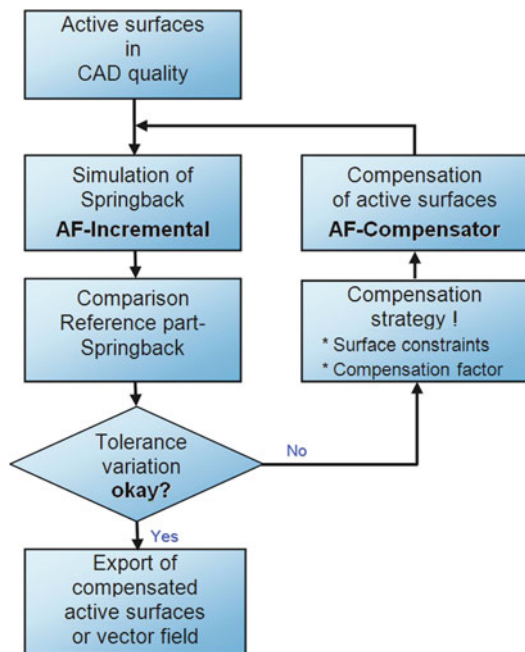 Active surfaces
in
CAD quality
Simulation of
Springback
AF-Incremental
Compensation
of active surfaces
AF-Compensator
Comparison
Reference part-
Springback
Compensation
strategy !
* Surface constraints
* Compensation factor
Tolerance
variation
okay?
No
Yes
Export of
compensated
active surfaces
or vector field